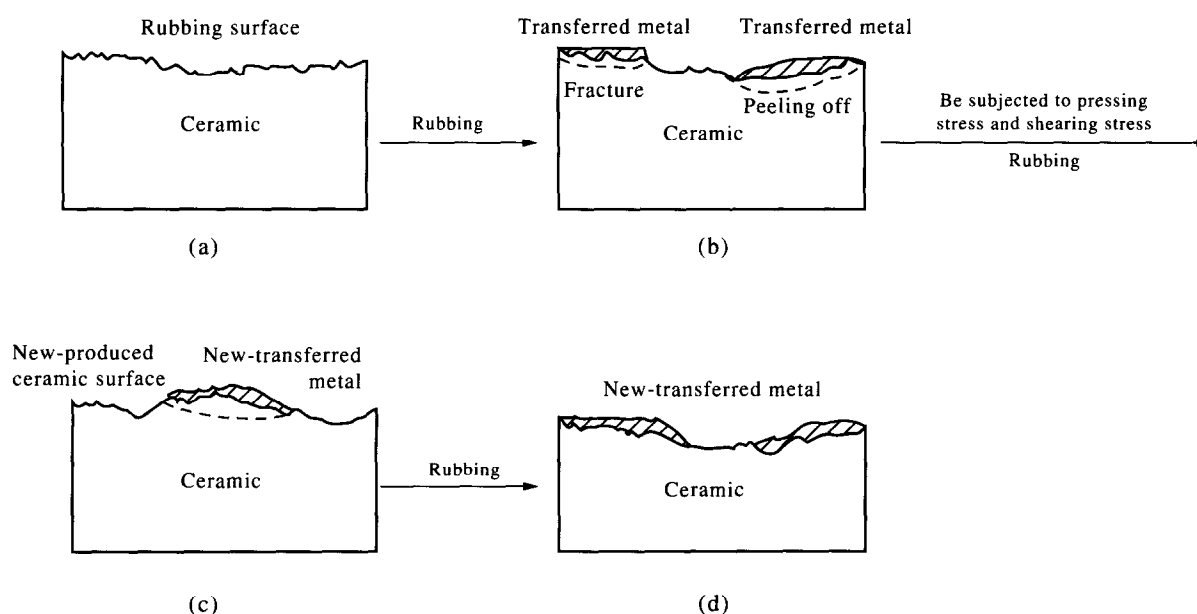 Rubbing surface
Ceramic
(a)
Rubbing
Transferred metal
Transferred metal
Fracture
Peeling off
Ceramic
(b)
Be subjected to pressing
stress and shearing stress
Rubbing
New-produced
ceramic surface
New-transferred
metal
Ceramic
(c)
Rubbing
New-transferred metal
Ceramic
(d)